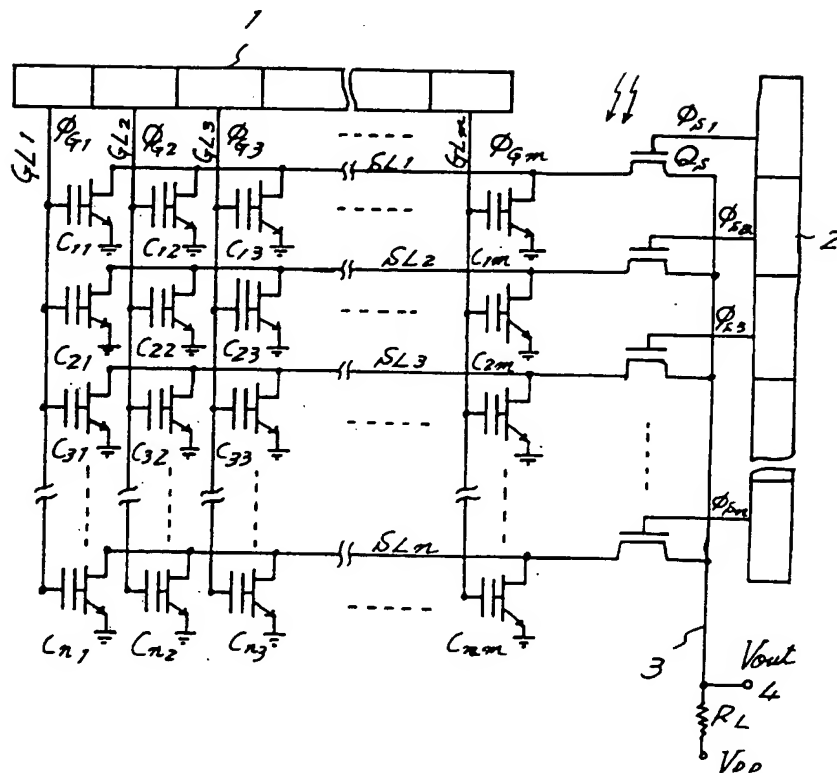 1
GL1 φG1 GL2 φG2 GL3 φG3 GLm φGm
φS1
SL1 QS
C11 C12 C13 C1m
φS2
2
SL2
φS3
C21 C22 C23 C2m
SL3
C31 C32 C33
φSn
SLn
Cn1 Cn2 Cn3 Cnm
3
Vout
4
RL
VDD